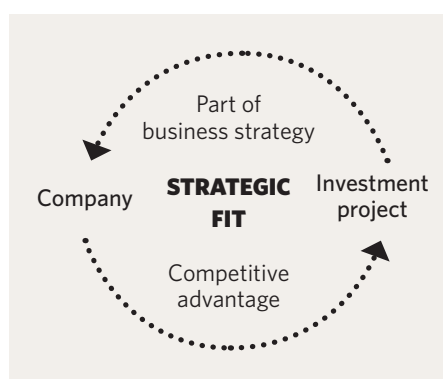 Part of
business strategy
Company
STRATEGIC
FIT
Investment
project
Competitive
advantage